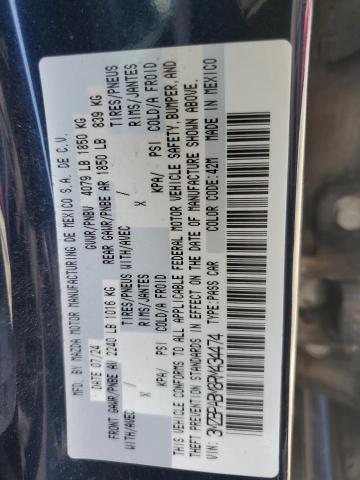 MFD. BY MAZDA MOTOR MANUFACTURING DE MEXICO S.A. DE C.V.
DATE 07/24 GVWR/PNBV 4079 LB 1850 KG
FRONT GAWR/PNBE AV 2240 LB 1016 KG REAR GAWR/PNBE AR 1850 LB 839 KG
WITH/AVEC / TIRES/PNEUS WITH/AVEC / TIRES/PNEUS
X RIMS/JANTES X RIMS/JANTES
KPA/ PSI COLD/A FROID KPA/ PSI COLD/A FROID
THIS VEHICLE CONFORMS TO ALL APPLICABLE FEDERAL MOTOR VEHICLE SAFETY, BUMPER, AND
THEFT PREVENTION STANDARDS IN EFFECT ON THE DATE OF MANUFACTURE SHOWN ABOVE.
VIN: TYPE:PASS CAR COLOR CODE:42M MADE IN MEXICO